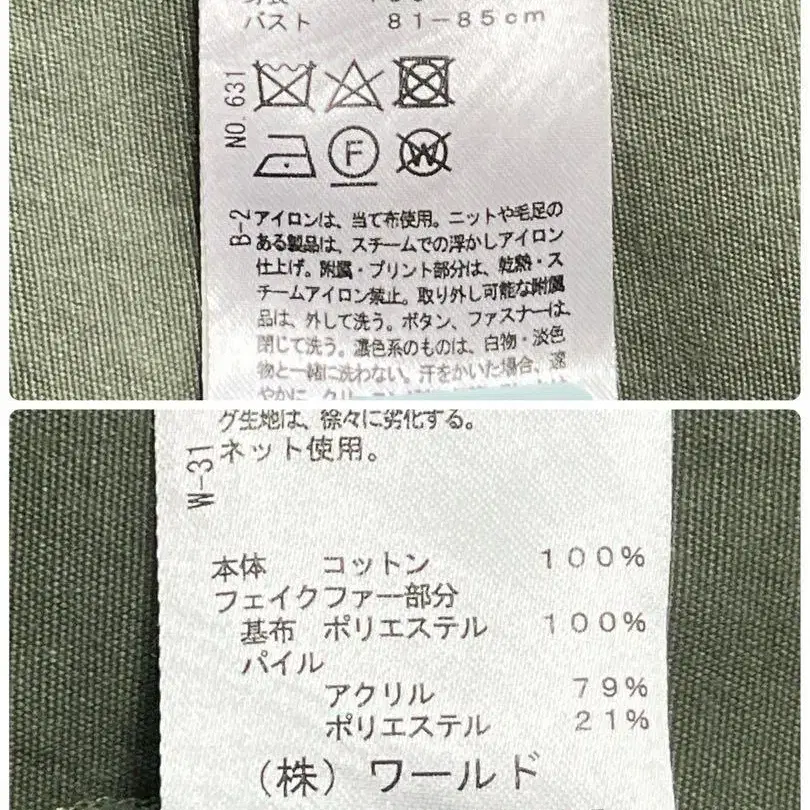 バスト 81-85cm
NO.631
F
W
B-2
アイロンは、当て布使用。ニットや毛足の
ある製品は、スチームでの浮かしアイロン
仕上げ。附属・プリント部分は、乾熱・ス
チームアイロン禁止。取り外し可能な附属
品は、外して洗う。ボタン、ファスナーは、
閉じて洗う。濃色系のものは、白物・淡色
物と一緒に洗わない。汗をかいた場合、速
やかに、
グ生地は、徐々に劣化する。
W-31
ネット使用。
本体 コットン 100%
フェイクファー部分
基布 ポリエステル 100%
パイル
アクリル 79%
ポリエステル 21%
(株)ワールド